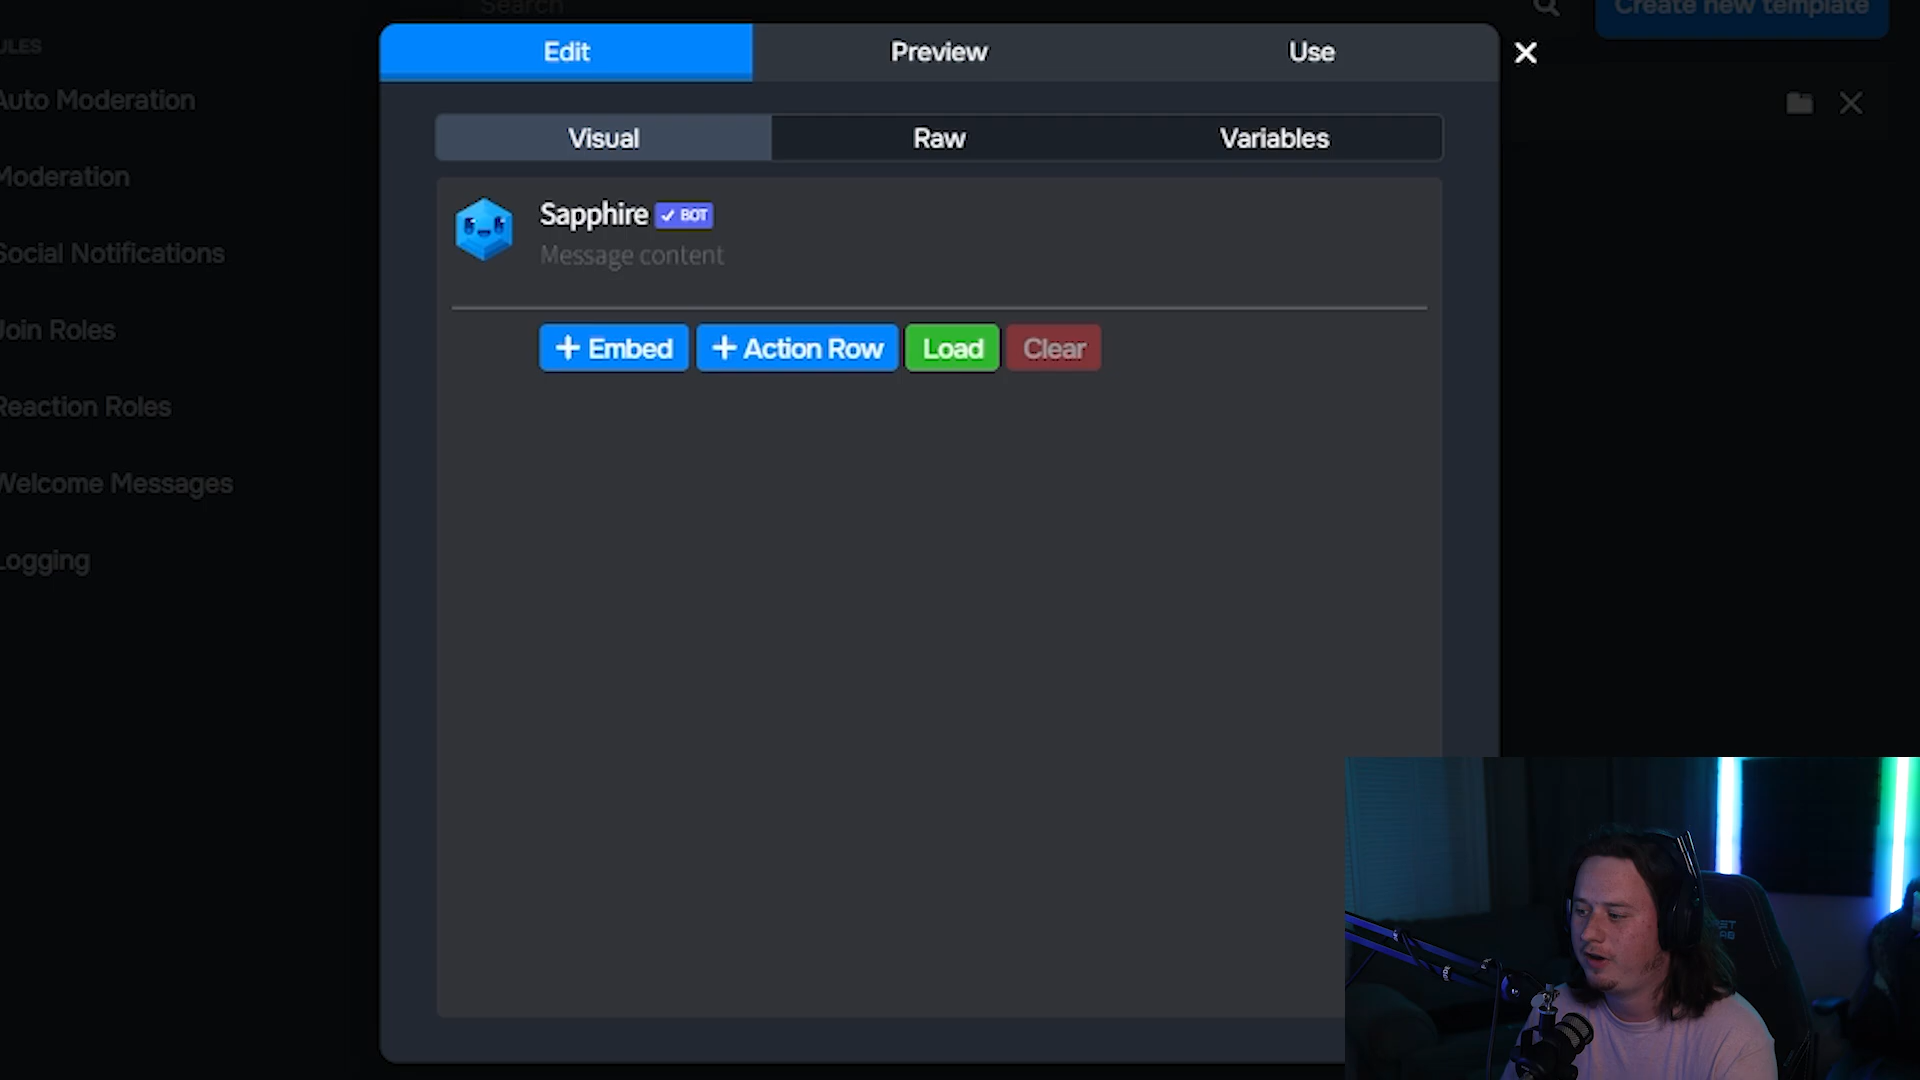 Search
Create new template
ULES
Auto Moderation
Moderation
Social Notifications
Join Roles
Reaction Roles
Welcome Messages
Logging
Edit
Preview
Use
Visual
Raw
Variables
Sapphire ✓ BOT
Message content
+ Embed
+ Action Row
Load
Clear